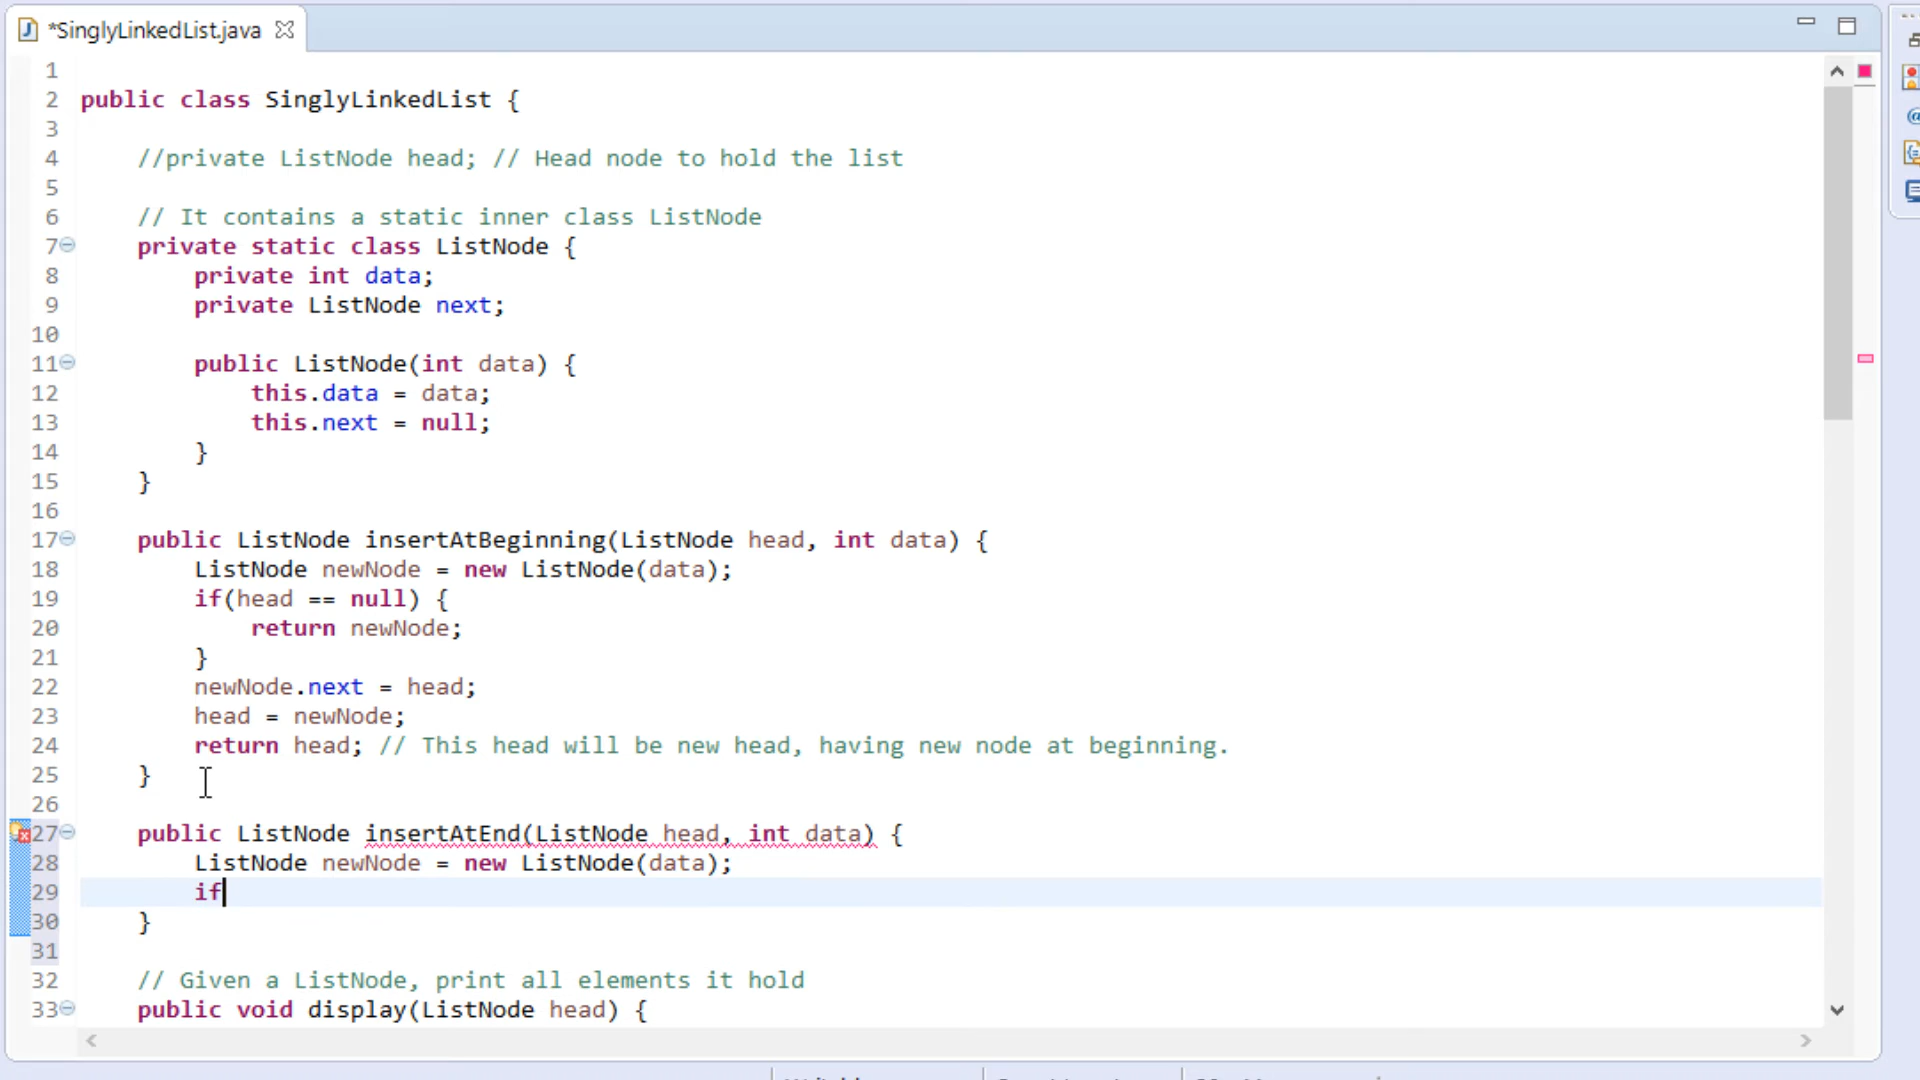 *SinglyLinkedList.java
1
2 public class SinglyLinkedList {
3
4 //private ListNode head; // Head node to hold the list
5
6 // It contains a static inner class ListNode
7 private static class ListNode {
8 private int data;
9 private ListNode next;
10
11 public ListNode(int data) {
12 this.data = data;
13 this.next = null;
14 }
15 }
16
17 public ListNode insertAtBeginning(ListNode head, int data) {
18 ListNode newNode = new ListNode(data);
19 if(head == null) {
20 return newNode;
21 }
22 newNode.next = head;
23 head = newNode;
24 return head; // This head will be new head, having new node at beginning.
25 }
26
27 public ListNode insertAtEnd(ListNode head, int data) {
28 ListNode newNode = new ListNode(data);
29 if
30 }
31
32 // Given a ListNode, print all elements it hold
33 public void display(ListNode head) {